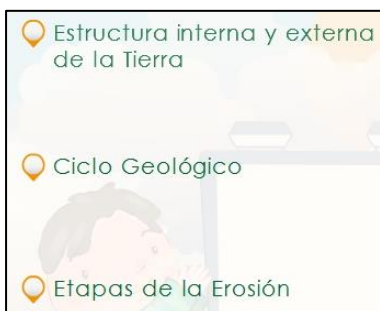 Estructura interna y externa
de la Tierra
Ciclo Geológico
Etapas de la Erosión